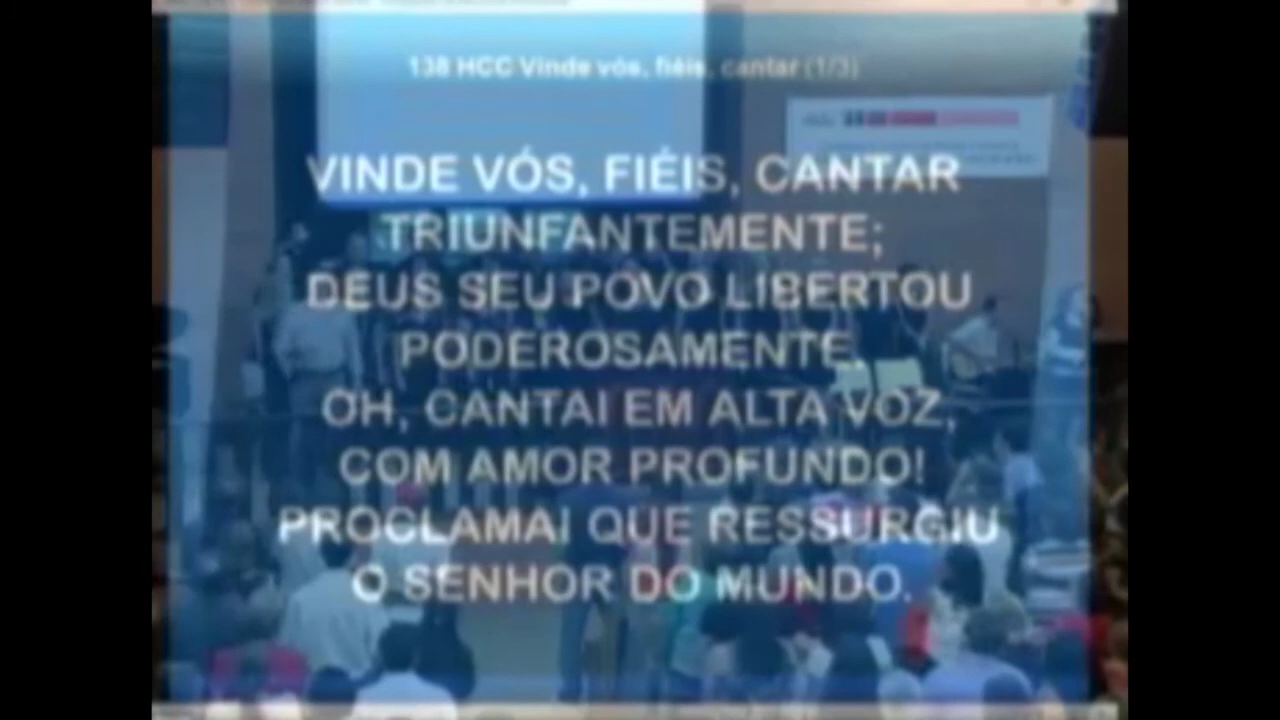 138 HCC Vinde vós, fiéis, cantar (1/3)
VINDE VÓS, FIÉIS, CANTAR
TRIUNFANTEMENTE;
DEUS SEU POVO LIBERTOU
PODEROSAMENTE.
OH, CANTAI EM ALTA VOZ,
COM AMOR PROFUNDO!
PROCLAMAI QUE RESSURGIU
O SENHOR DO MUNDO.